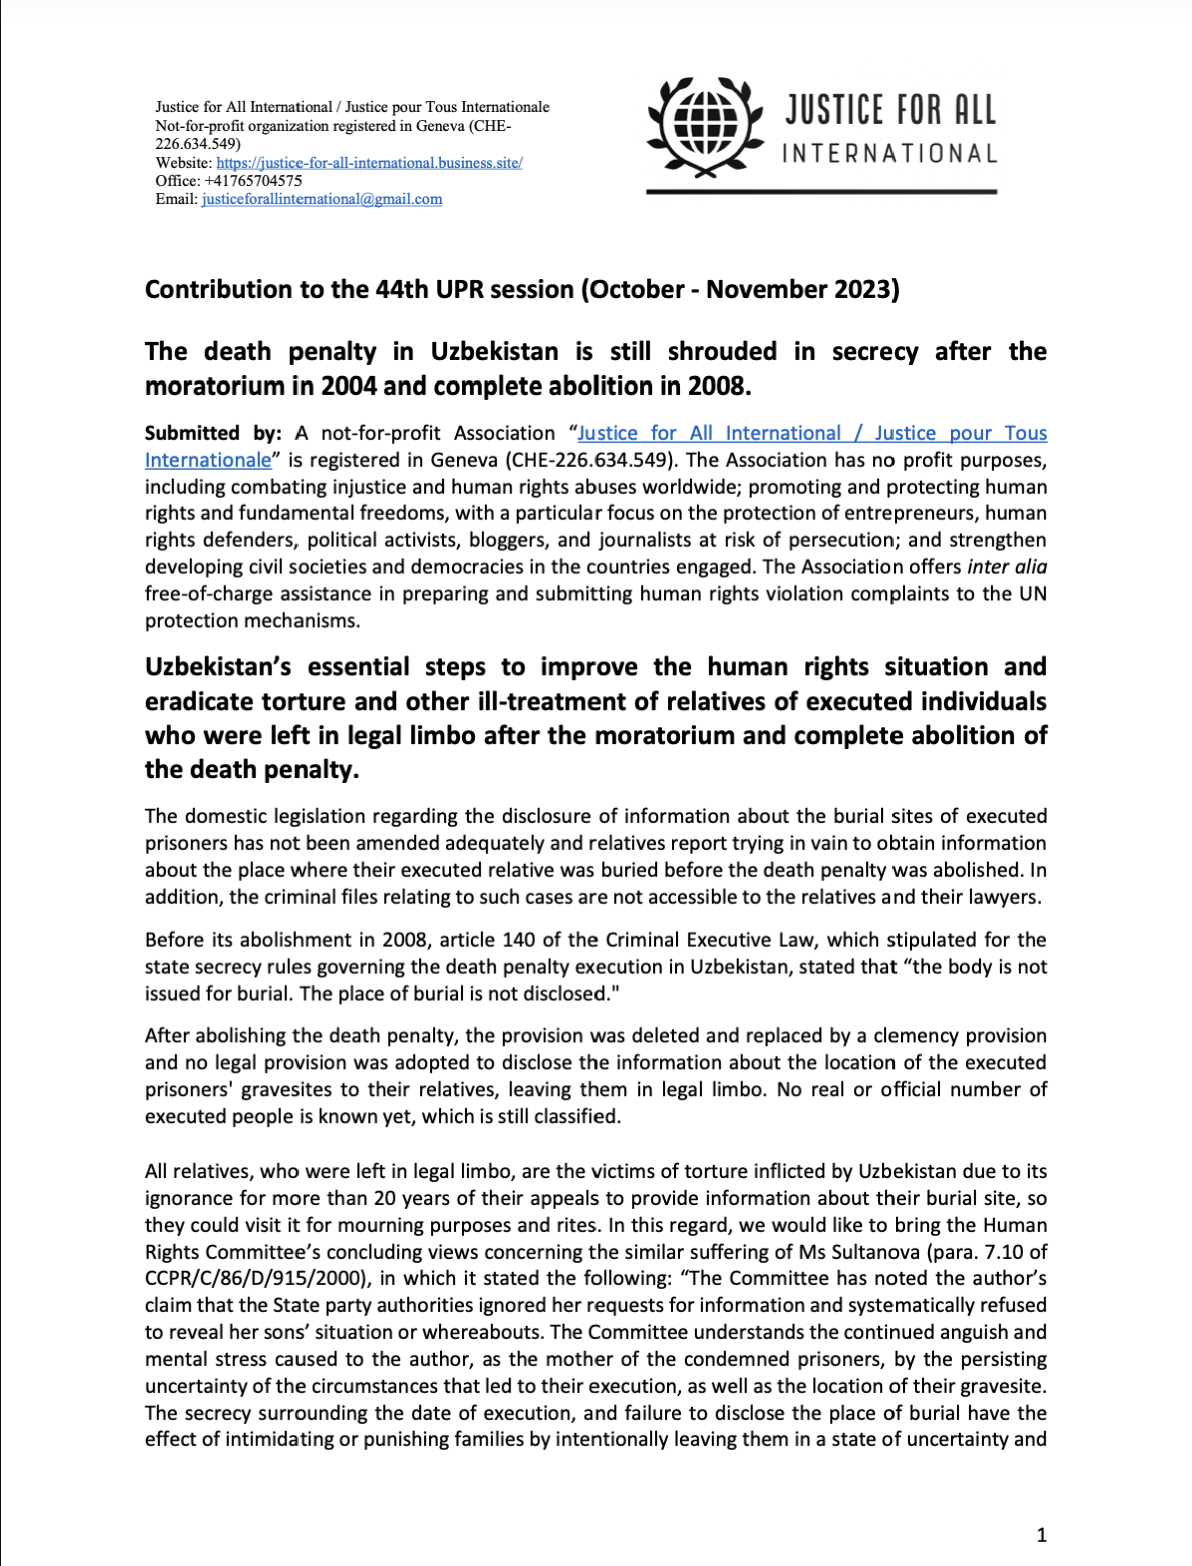 Justice for All International / Justice pour Tous Internationale
Not-for-profit organization registered in Geneva (CHE-
226.634.549)
Website: https://justice-for-all-international.business.site/
Office: +41765704575
Email: justiceforallinternational@gmail.com
JUSTICE FOR ALL
INTERNATIONAL
Contribution to the 44th UPR session (October - November 2023)
The death penalty in Uzbekistan is still shrouded in secrecy after the
moratorium in 2004 and complete abolition in 2008.
Submitted by: A not-for-profit Association “Justice for All International / Justice pour Tous
Internationale” is registered in Geneva (CHE-226.634.549). The Association has no profit purposes,
including combating injustice and human rights abuses worldwide; promoting and protecting human
rights and fundamental freedoms, with a particular focus on the protection of entrepreneurs, human
rights defenders, political activists, bloggers, and journalists at risk of persecution; and strengthen
developing civil societies and democracies in the countries engaged. The Association offers inter alia
free-of-charge assistance in preparing and submitting human rights violation complaints to the UN
protection mechanisms.
Uzbekistan’s essential steps to improve the human rights situation and
eradicate torture and other ill-treatment of relatives of executed individuals
who were left in legal limbo after the moratorium and complete abolition of
the death penalty.
The domestic legislation regarding the disclosure of information about the burial sites of executed
prisoners has not been amended adequately and relatives report trying in vain to obtain information
about the place where their executed relative was buried before the death penalty was abolished. In
addition, the criminal files relating to such cases are not accessible to the relatives and their lawyers.
Before its abolishment in 2008, article 140 of the Criminal Executive Law, which stipulated for the
state secrecy rules governing the death penalty execution in Uzbekistan, stated that “the body is not
issued for burial. The place of burial is not disclosed."
After abolishing the death penalty, the provision was deleted and replaced by a clemency provision
and no legal provision was adopted to disclose the information about the location of the executed
prisoners' gravesites to their relatives, leaving them in legal limbo. No real or official number of
executed people is known yet, which is still classified.
All relatives, who were left in legal limbo, are the victims of torture inflicted by Uzbekistan due to its
ignorance for more than 20 years of their appeals to provide information about their burial site, so
they could visit it for mourning purposes and rites. In this regard, we would like to bring the Human
Rights Committee’s concluding views concerning the similar suffering of Ms Sultanova (para. 7.10 of
CCPR/C/86/D/915/2000), in which it stated the following: “The Committee has noted the author’s
claim that the State party authorities ignored her requests for information and systematically refused
to reveal her sons’ situation or whereabouts. The Committee understands the continued anguish and
mental stress caused to the author, as the mother of the condemned prisoners, by the persisting
uncertainty of the circumstances that led to their execution, as well as the location of their gravesite.
The secrecy surrounding the date of execution, and failure to disclose the place of burial have the
effect of intimidating or punishing families by intentionally leaving them in a state of uncertainty and
1